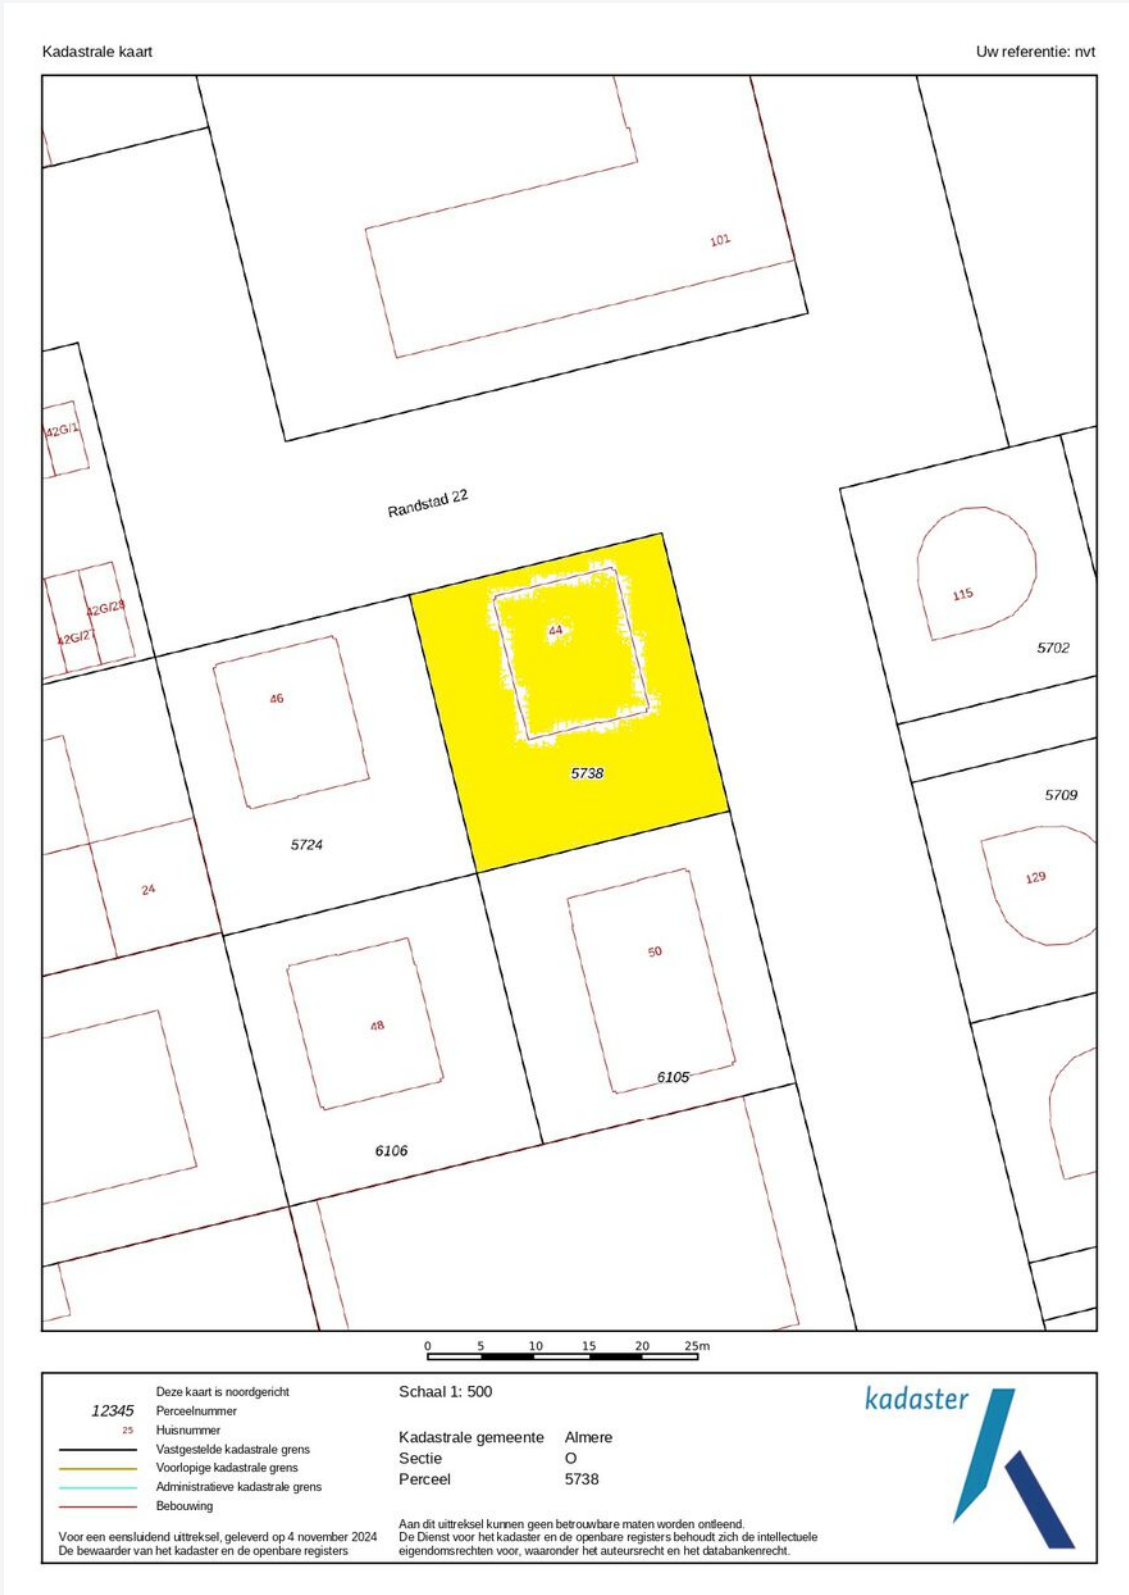 Kadastrale kaart
Uw referentie: nvt
101
42G/1
Randstad 22
115
42G/28
42G/27
44
5702
46
5738
5709
5724
129
24
50
48
6105
6106
0 5 10 15 20 25m
Deze kaart is noordgericht
12345 Perceelnummer
25 Huisnummer
Vastgestelde kadastrale grens
Voorlopige kadastrale grens
Administratieve kadastrale grens
Bebouwing
Voor een eensluidend uittreksel, geleverd op 4 november 2024
De bewaarder van het kadaster en de openbare registers
Schaal 1: 500
Kadastrale gemeente Almere
Sectie O
Perceel 5738
Aan dit uittreksel kunnen geen betrouwbare maten worden ontleend.
De Dienst voor het kadaster en de openbare registers behoudt zich de intellectuele
eigendomsrechten voor, waaronder het auteursrecht en het databankenrecht.
kadaster